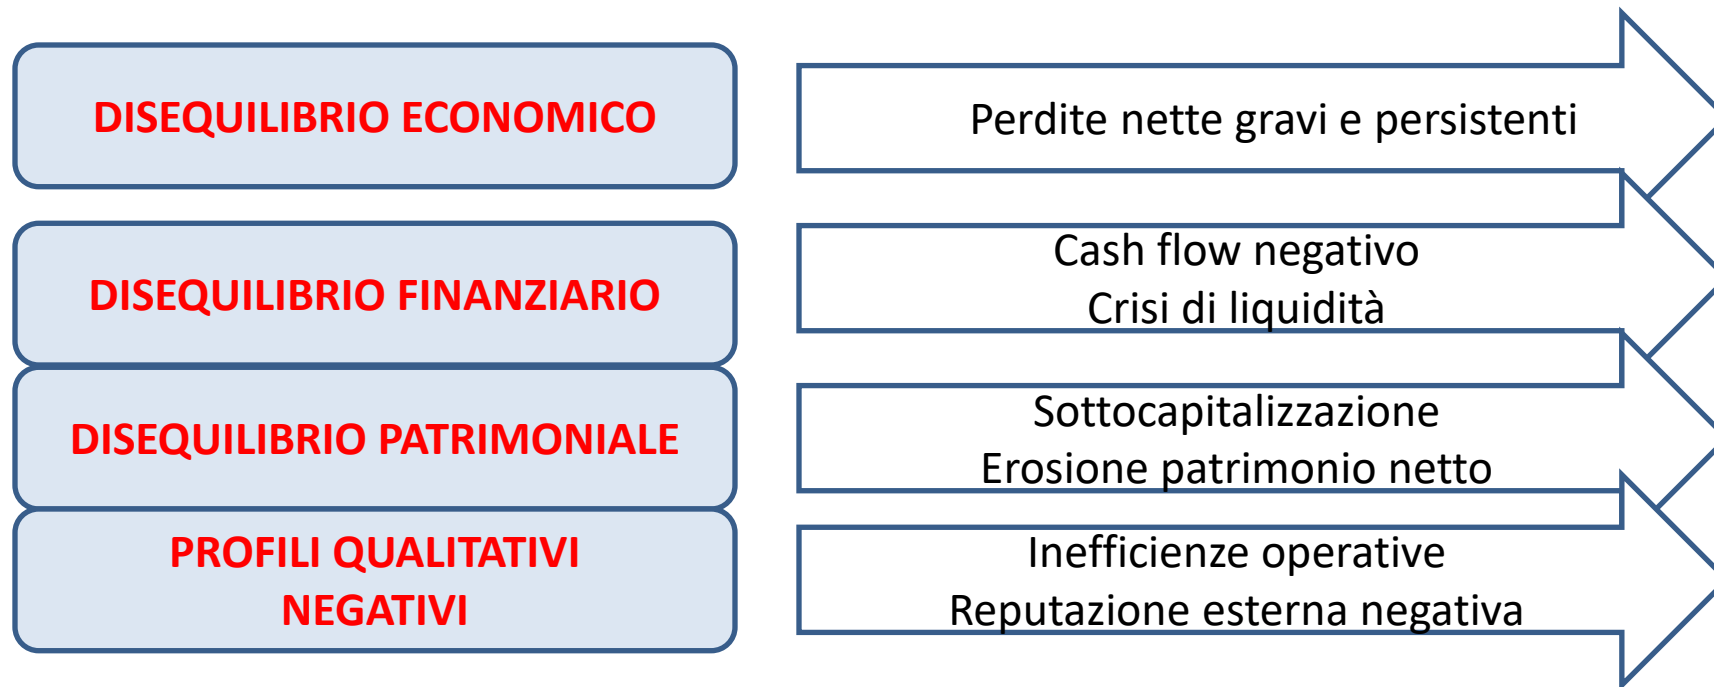 DISEQUILIBRIO ECONOMICO
Perdite nette gravi e persistenti
DISEQUILIBRIO FINANZIARIO
Cash flow negativo
Crisi di liquidità
DISEQUILIBRIO PATRIMONIALE
Sottocapitalizzazione
Erosione patrimonio netto
PROFILI QUALITATIVI
NEGATIVI
Inefficienze operative
Reputazione esterna negativa